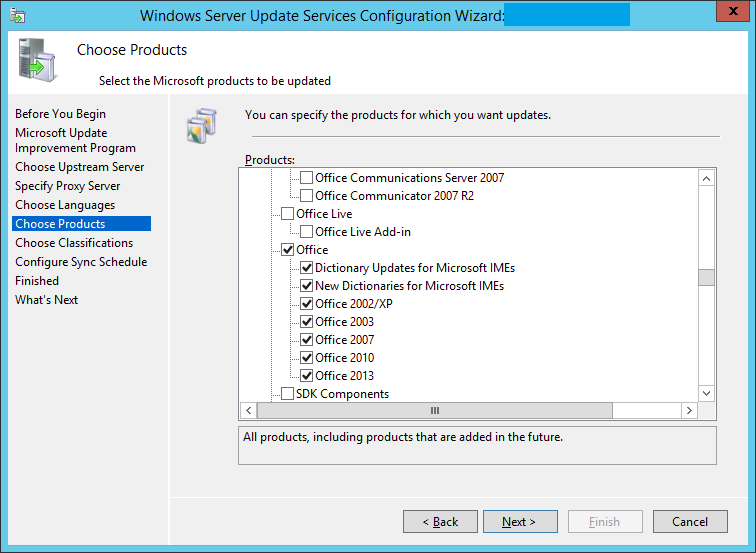 Windows Server Update Services Configuration Wizard:
X
Choose Products
Select the Microsoft products to be updated
Before You Begin
Microsoft Update
Improvement Program
Choose Upstream Server
Specify Proxy Server
Choose Languages
Choose Products
Choose Classifications
Configure Sync Schedule
Finished
What's Next
You can specify the products for which you want updates.
Products:
Office Communications Server 2007
Office Communicator 2007 R2
Office Live
Office Live Add-in
Office
Dictionary Updates for Microsoft IMEs
New Dictionaries for Microsoft IMEs
Office 2002/XP
Office 2003
Office 2007
Office 2010
Office 2013
SDK Components
All products, including products that are added in the future.
< Back
Next >
Finish
Cancel